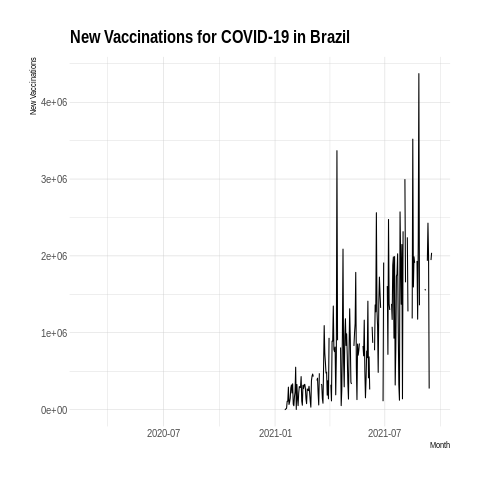 New Vaccinations for COVID-19 in Brazil
New Vaccinations
4e+06
3e+06
2e+06
1e+06
0e+00
2020-07
2021-01
2021-07
Month